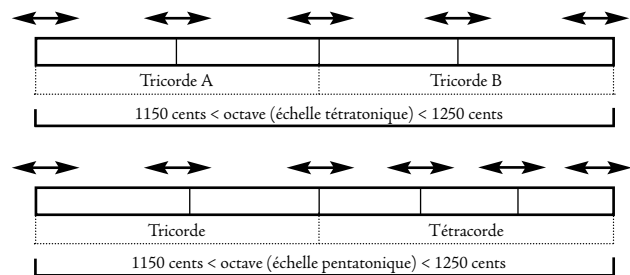 Tricorde A Tricorde B
1150 cents < octave (échelle tétratonique) < 1250 cents
Tricorde Tétracorde
1150 cents < octave (échelle pentatonique) < 1250 cents